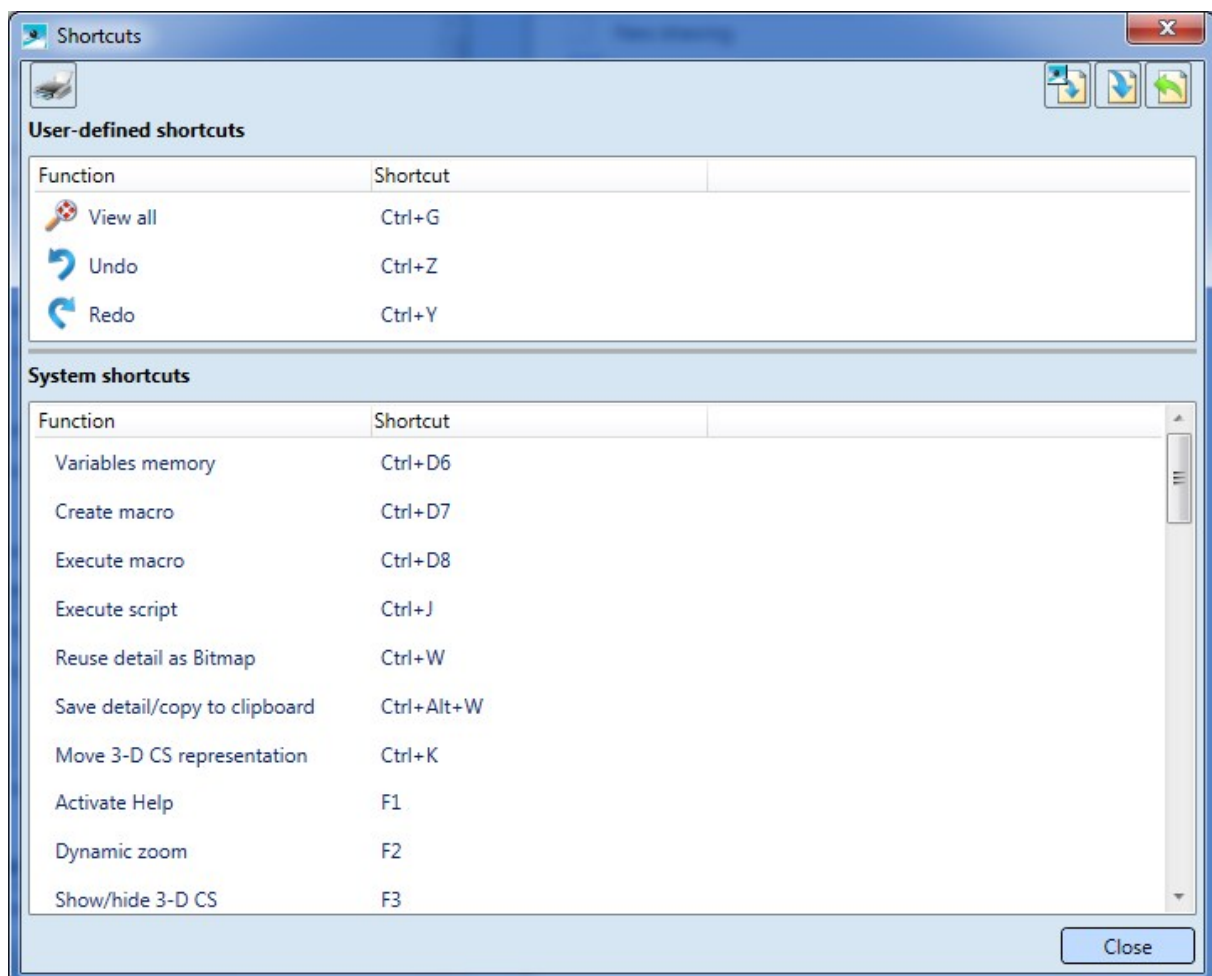 Shortcuts
User-defined shortcuts
Function Shortcut
View all Ctrl+G
Undo Ctrl+Z
Redo Ctrl+Y
System shortcuts
Function Shortcut
Variables memory Ctrl+D6
Create macro Ctrl+D7
Execute macro Ctrl+D8
Execute script Ctrl+J
Reuse detail as Bitmap Ctrl+W
Save detail/copy to clipboard Ctrl+Alt+W
Move 3-D CS representation Ctrl+K
Activate Help F1
Dynamic zoom F2
Show/hide 3-D CS F3
Close